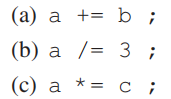 (a) a += b ;
(b) a /= 3 ;
(c) a *= c ;